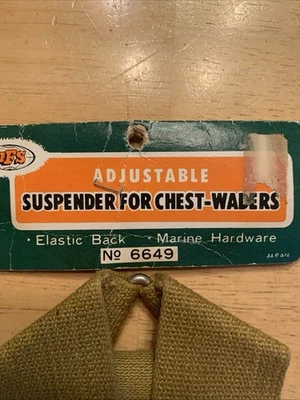 ADJUSTABLE
SUSPENDER FOR CHEST-WADERS
· Elastic Back · Marine Hardware
Nº 6649
JAPAN